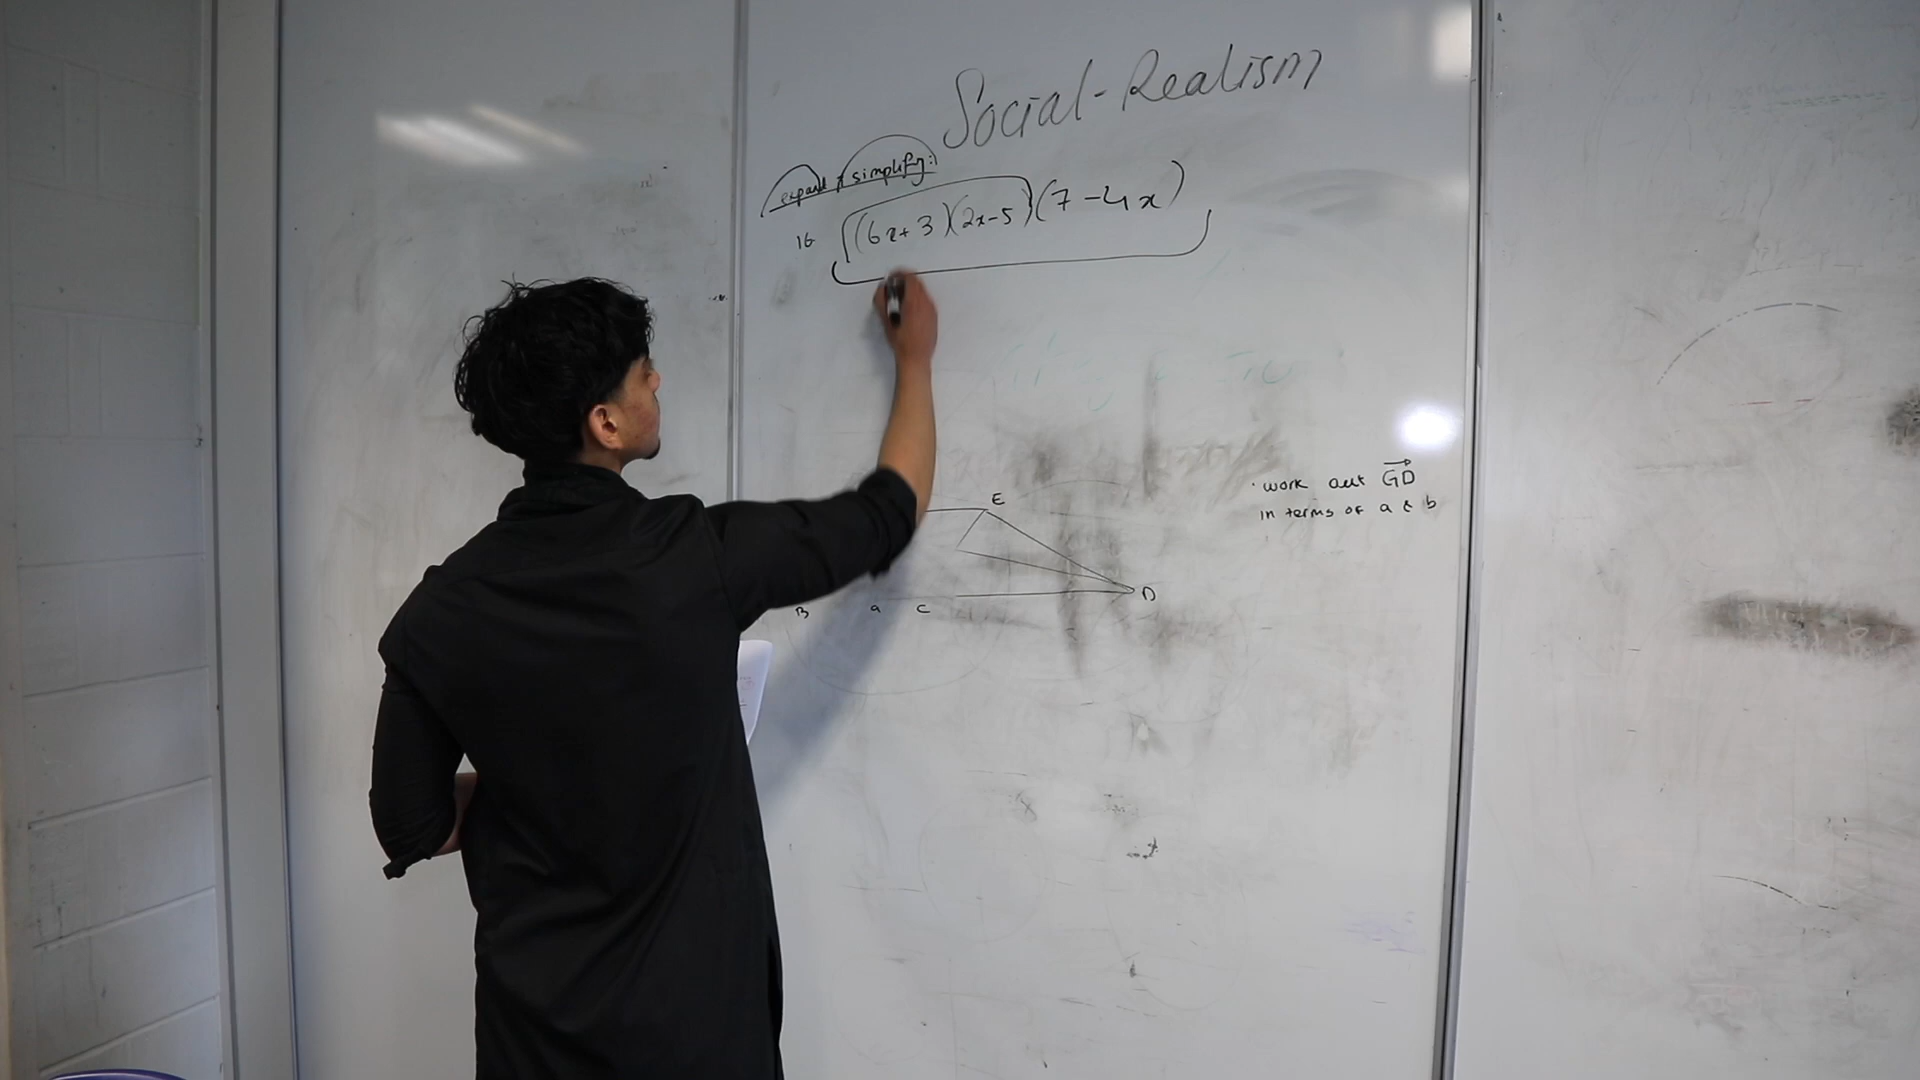 Social-Realism
expand & simplify:
16 ((6x+3)(2x-5)(7-4x)
E
work out GD
in terms of a & b
B a C D